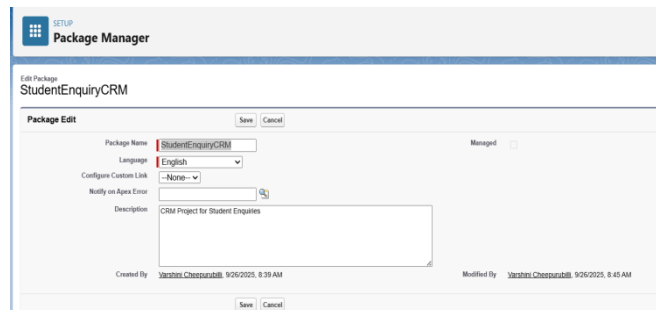 SETUP
Package Manager
Edit Package
StudentEnquiryCRM
Package Edit
Save Cancel
Package Name StudentEnquiryCRM Managed
Language English
Configure Custom Link --None--
Notify on Apex Error
Description CRM Project for Student Enquiries
Created By Varshini Cheepurubilli, 9/26/2025, 8:39 AM Modified By Varshini Cheepurubilli, 9/26/2025, 8:45 AM
Save Cancel